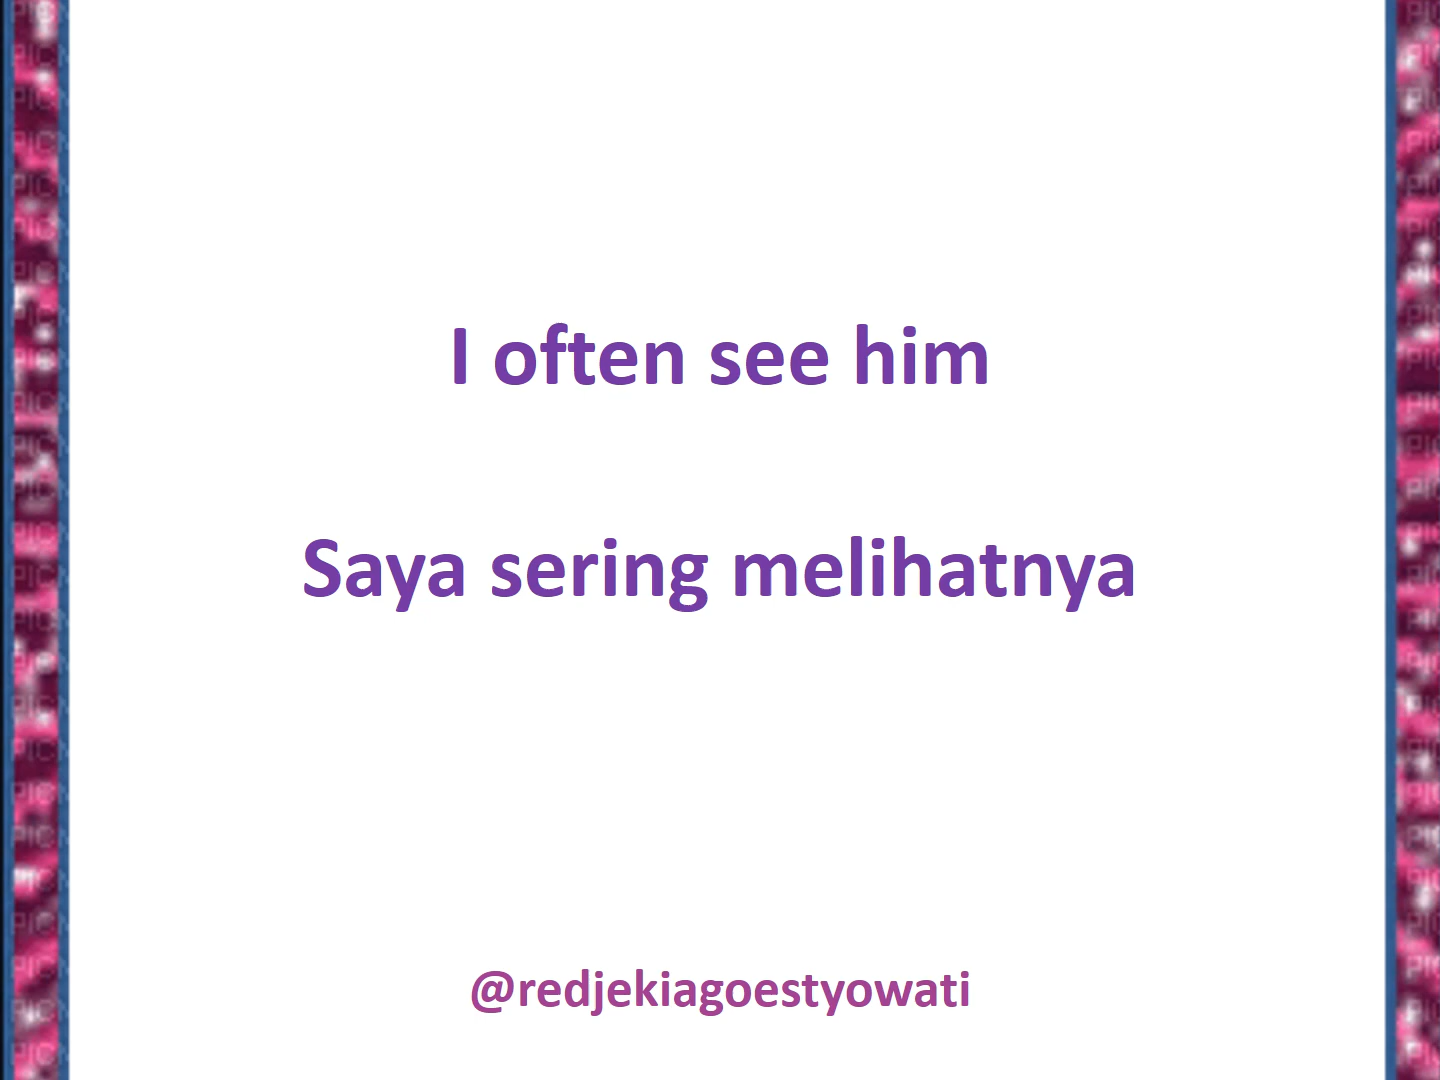 I often see him
Saya sering melihatnya
@redjekiagoestyowati